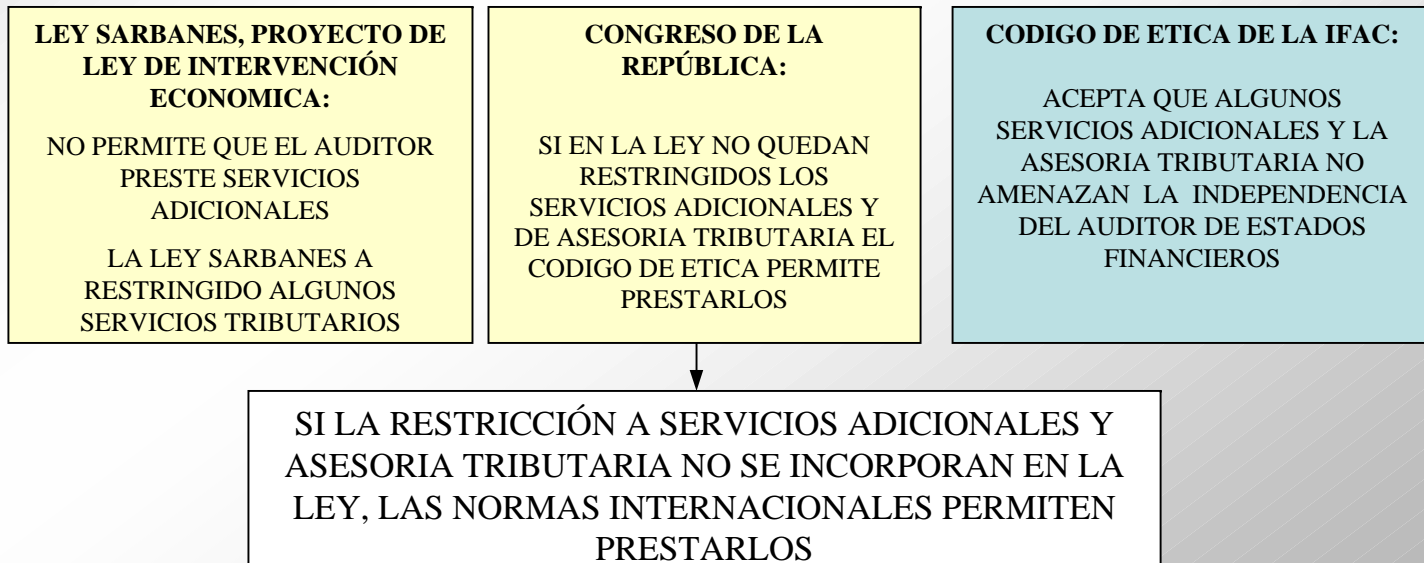 LEY SARBANES, PROYECTO DE
LEY DE INTERVENCIÓN
ECONOMICA:
NO PERMITE QUE EL AUDITOR
PRESTE SERVICIOS
ADICIONALES
LA LEY SARBANES A
RESTRINGIDO ALGUNOS
SERVICIOS TRIBUTARIOS
CONGRESO DE LA
REPÚBLICA:
SI EN LA LEY NO QUEDAN
RESTRINGIDOS LOS
SERVICIOS ADICIONALES Y
DE ASESORIA TRIBUTARIA EL
CODIGO DE ETICA PERMITE
PRESTARLOS
CODIGO DE ETICA DE LA IFAC:
ACEPTA QUE ALGUNOS
SERVICIOS ADICIONALES Y LA
ASESORIA TRIBUTARIA NO
AMENAZAN LA INDEPENDENCIA
DEL AUDITOR DE ESTADOS
FINANCIEROS
SI LA RESTRICCIÓN A SERVICIOS ADICIONALES Y
ASESORIA TRIBUTARIA NO SE INCORPORAN EN LA
LEY, LAS NORMAS INTERNACIONALES PERMITEN
PRESTARLOS